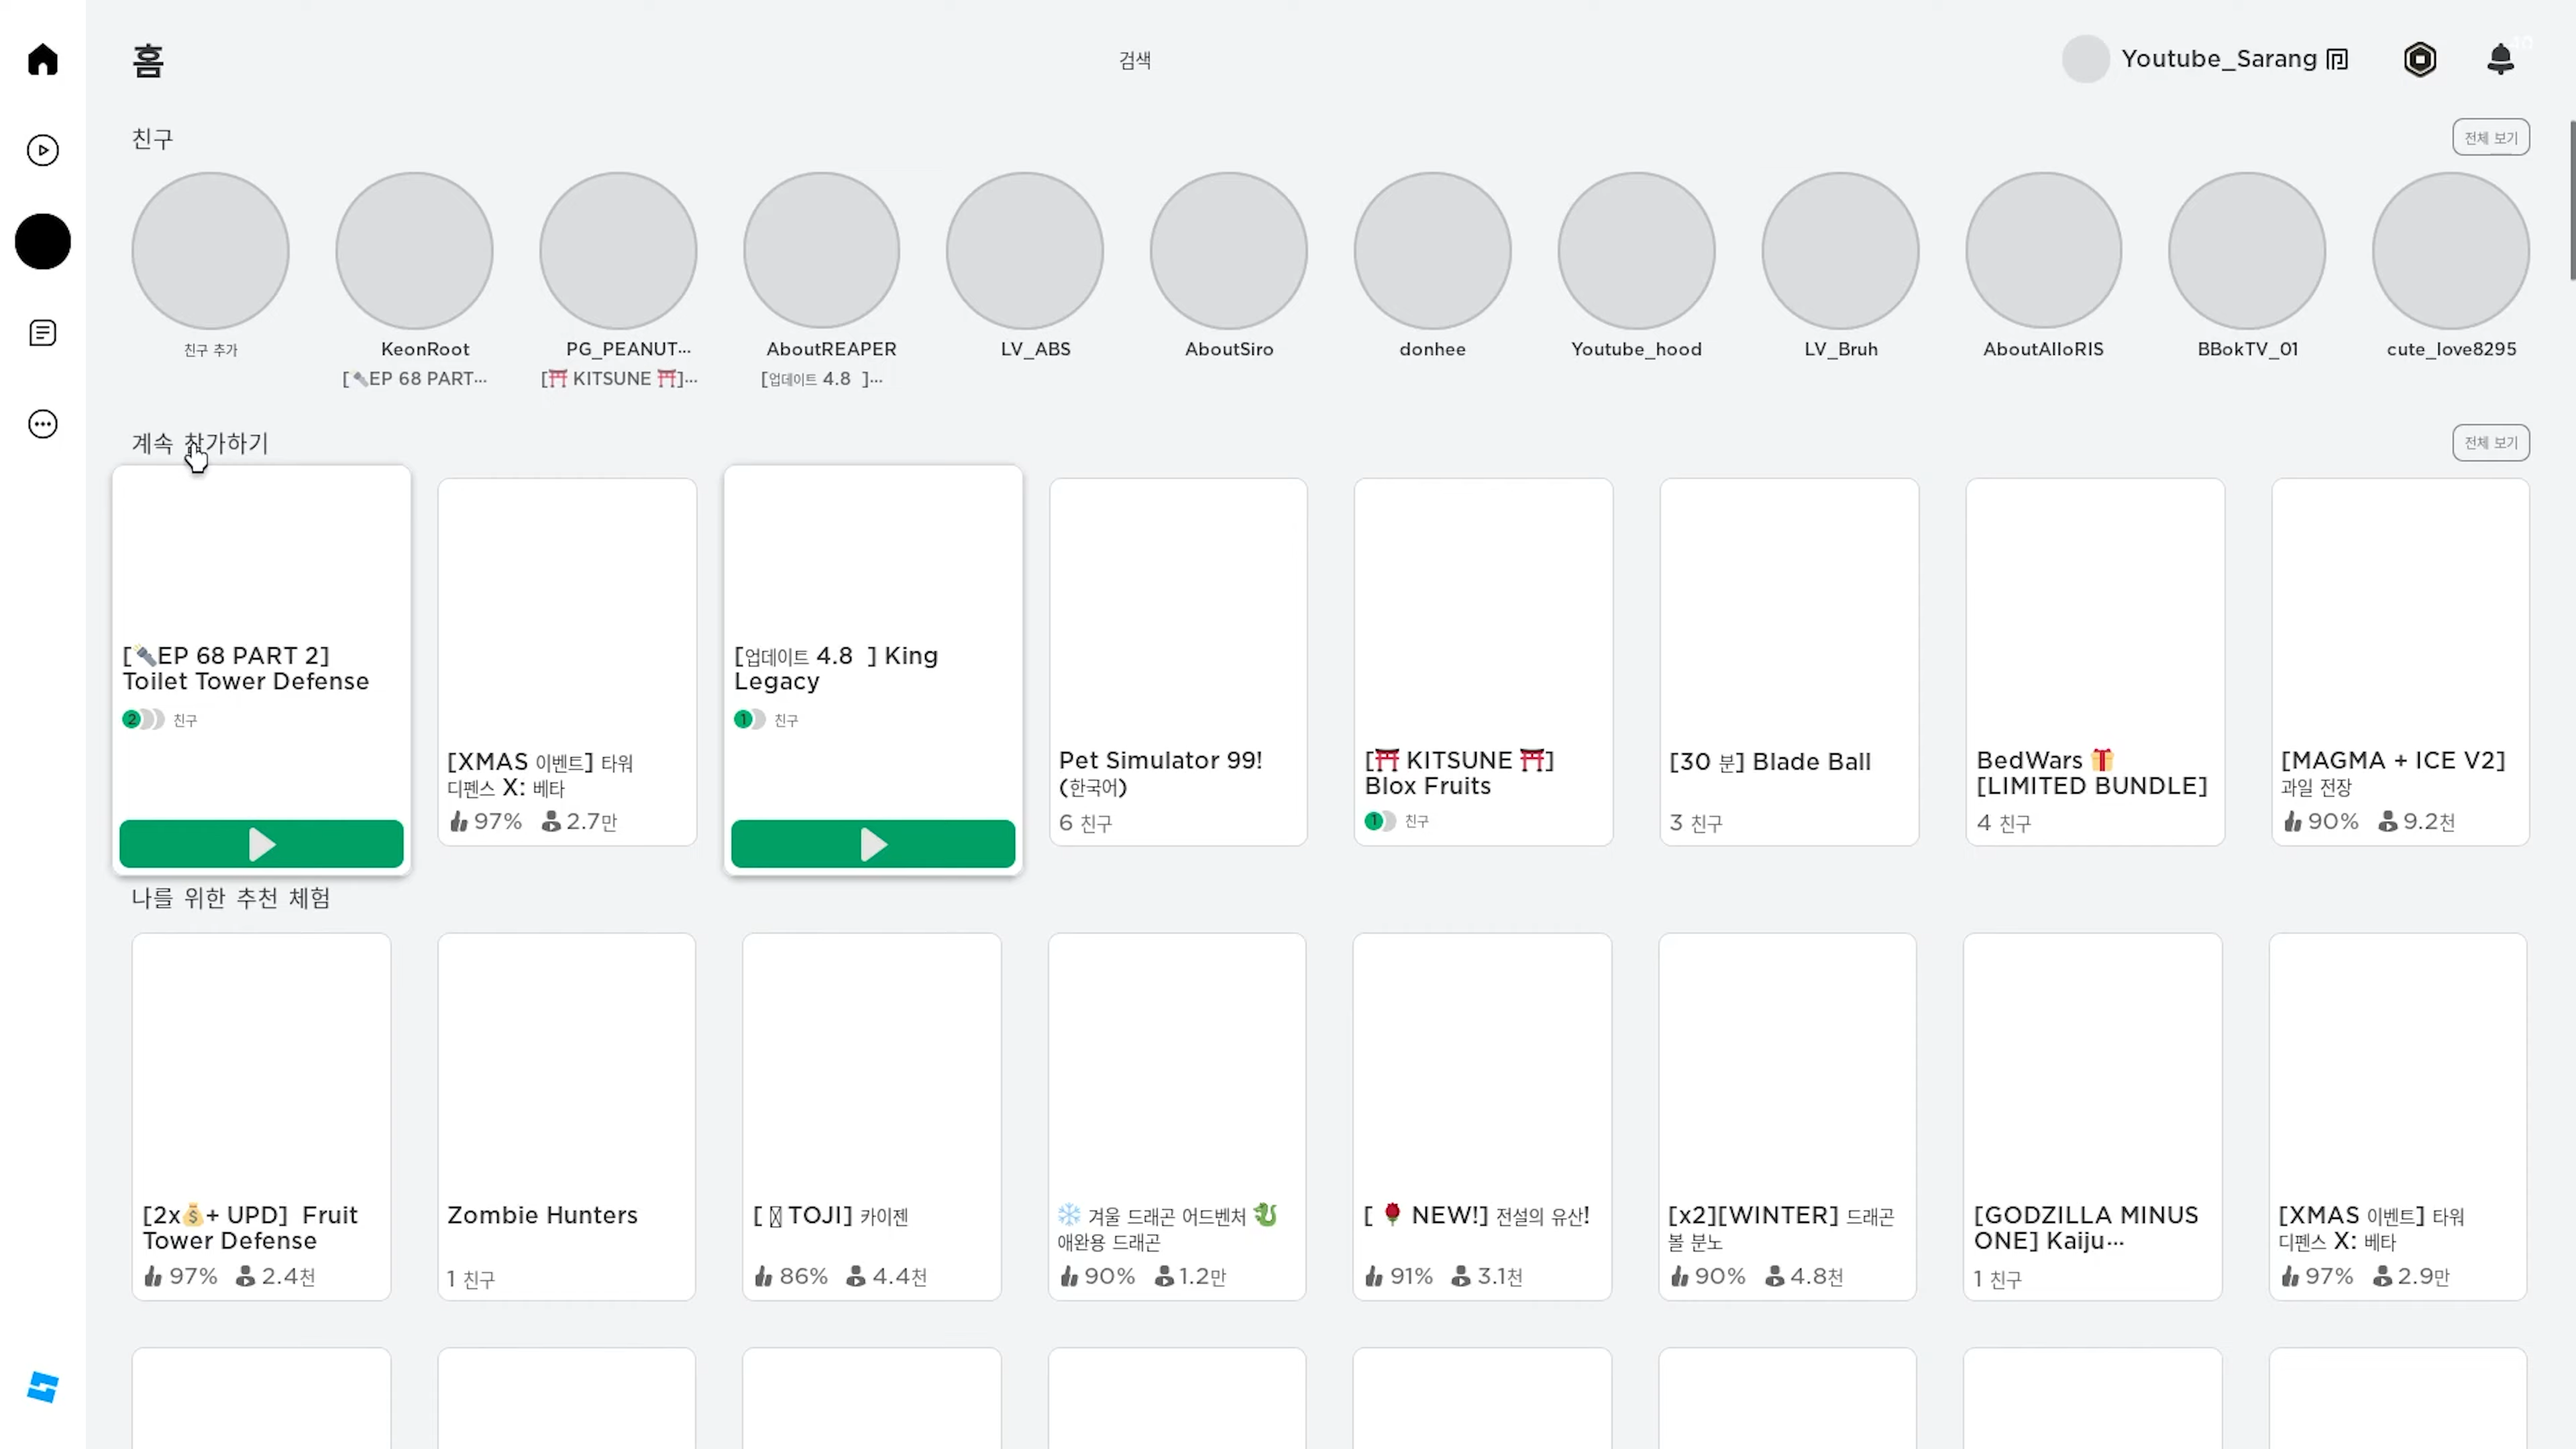 홈
검색
Youtube_Sarang
친구
전체 보기
친구 추가
KeonRoot
PG_PEANUT...
AboutREAPER
LV_ABS
AboutSiro
donhee
Youtube_hood
LV_Bruh
AboutAlloRIS
BBokTV_01
cute_love8295
[🔦EP 68 PART...
[⛩️ KITSUNE ⛩️]...
[업데이트 4.8 ]...
계속 참가하기
전체 보기
[🔦EP 68 PART 2]
Toilet Tower Defense
2 친구
[XMAS 이벤트] 타워
디펜스 X: 베타
97% 2.7만
[업데이트 4.8 ] King
Legacy
1 친구
Pet Simulator 99!
(한국어)
6 친구
[⛩️ KITSUNE ⛩️]
Blox Fruits
1 친구
[30 분] Blade Ball
3 친구
BedWars 🎁
[LIMITED BUNDLE]
4 친구
[MAGMA + ICE V2]
과일 전장
90% 9.2천
나를 위한 추천 체험
[2x💰+ UPD] Fruit
Tower Defense
97% 2.4천
Zombie Hunters
1 친구
[ TOJI] 카이젠
86% 4.4천
❄️ 겨울 드래곤 어드벤처 🐉
애완용 드래곤
90% 1.2만
[ 🌹 NEW!] 전설의 유산!
91% 3.1천
[x2][WINTER] 드래곤
볼 분노
90% 4.8천
[GODZILLA MINUS
ONE] Kaiju...
1 친구
[XMAS 이벤트] 타워
디펜스 X: 베타
97% 2.9만